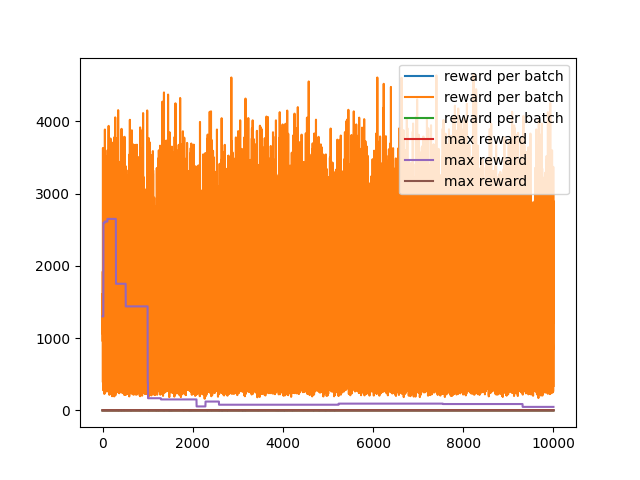 reward per batch
reward per batch
reward per batch
max reward
max reward
max reward
4000
3000
2000
1000
0
0 2000 4000 6000 8000 10000